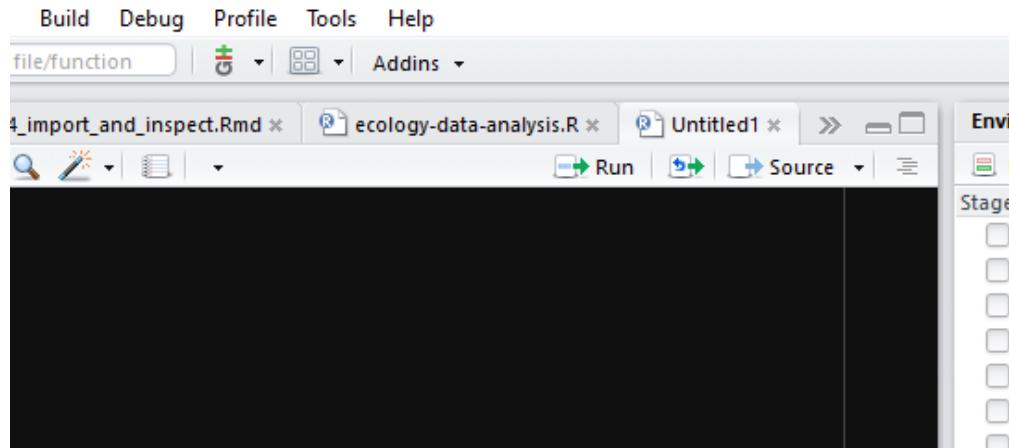 Build Debug Profile Tools Help
file/function Addins
4_import_and_inspect.Rmd ecology-data-analysis.R Untitled1 Envi
Run Source
Stage